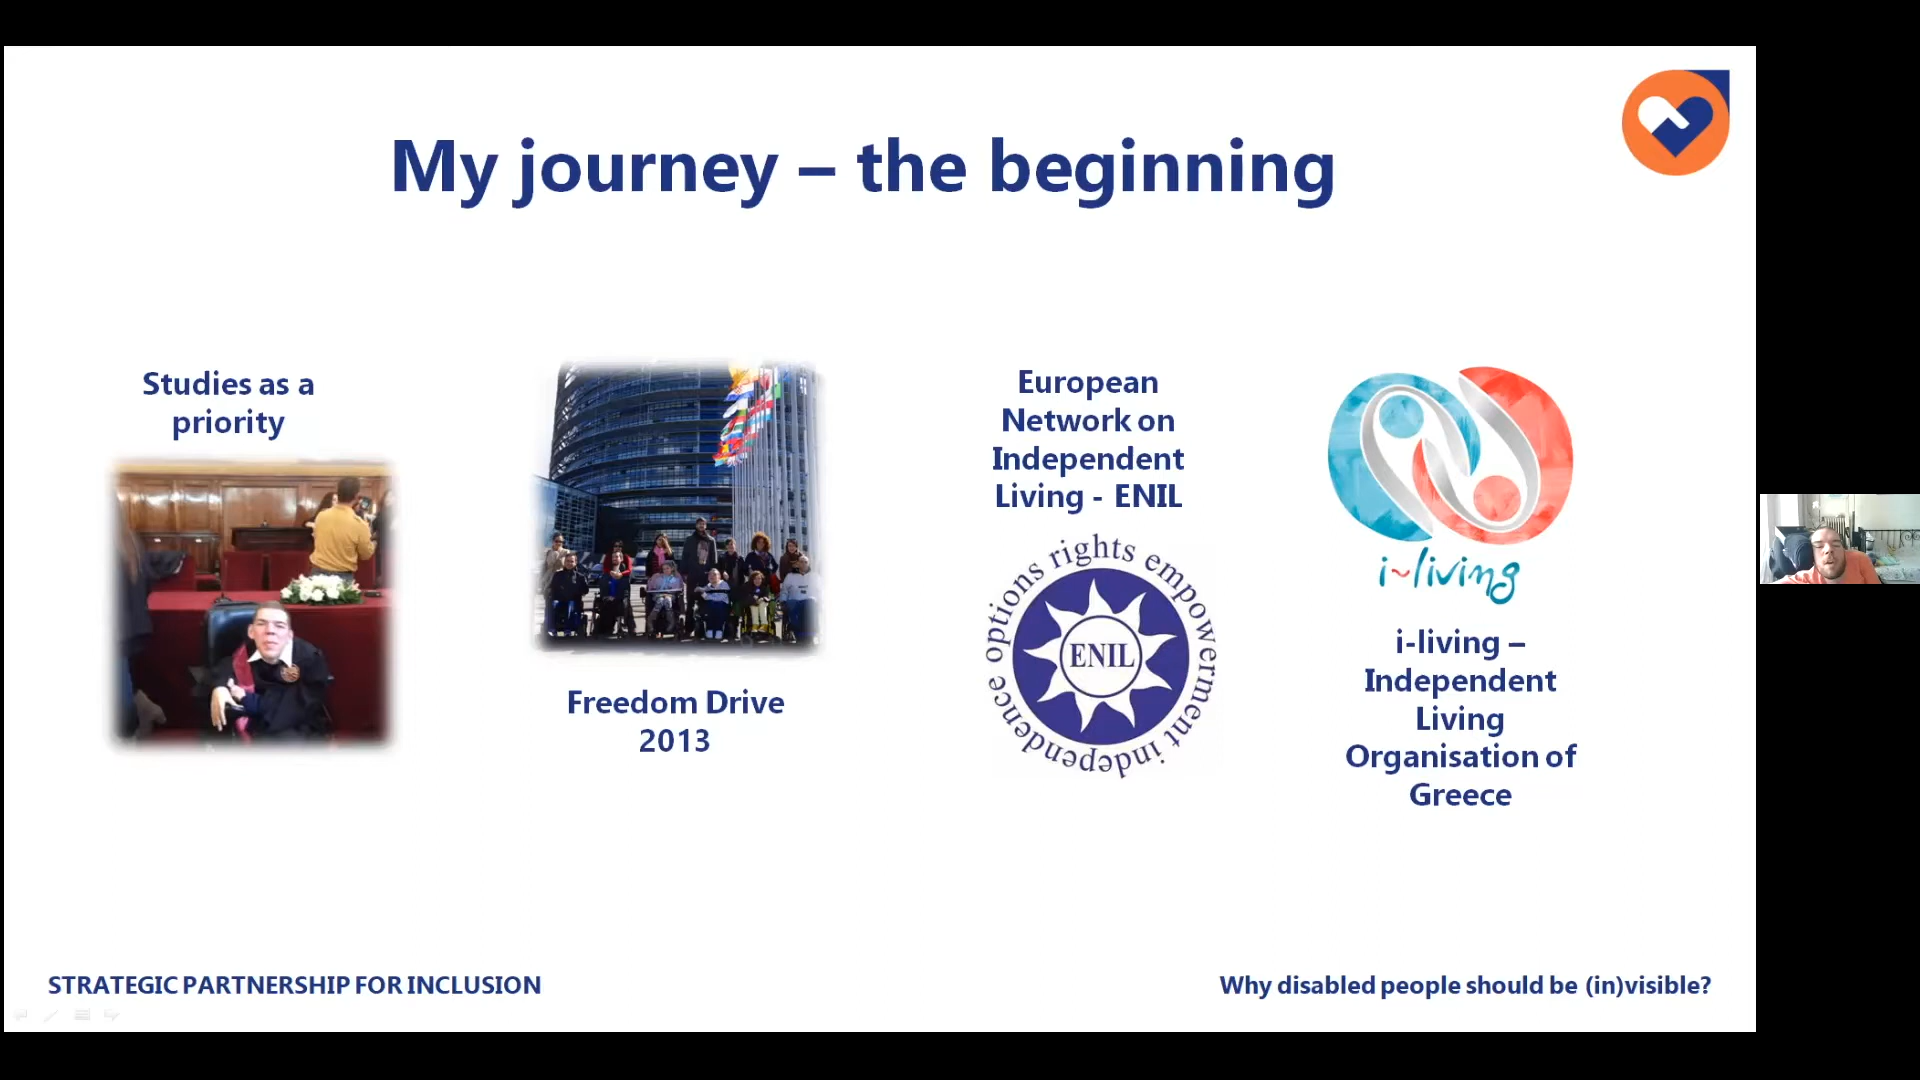 My journey – the beginning
Studies as a
priority
Freedom Drive
2013
European
Network on
Independent
Living - ENIL
options rights empowerment independence
ENIL
i~living
i-living –
Independent
Living
Organisation of
Greece
STRATEGIC PARTNERSHIP FOR INCLUSION
Why disabled people should be (in)visible?